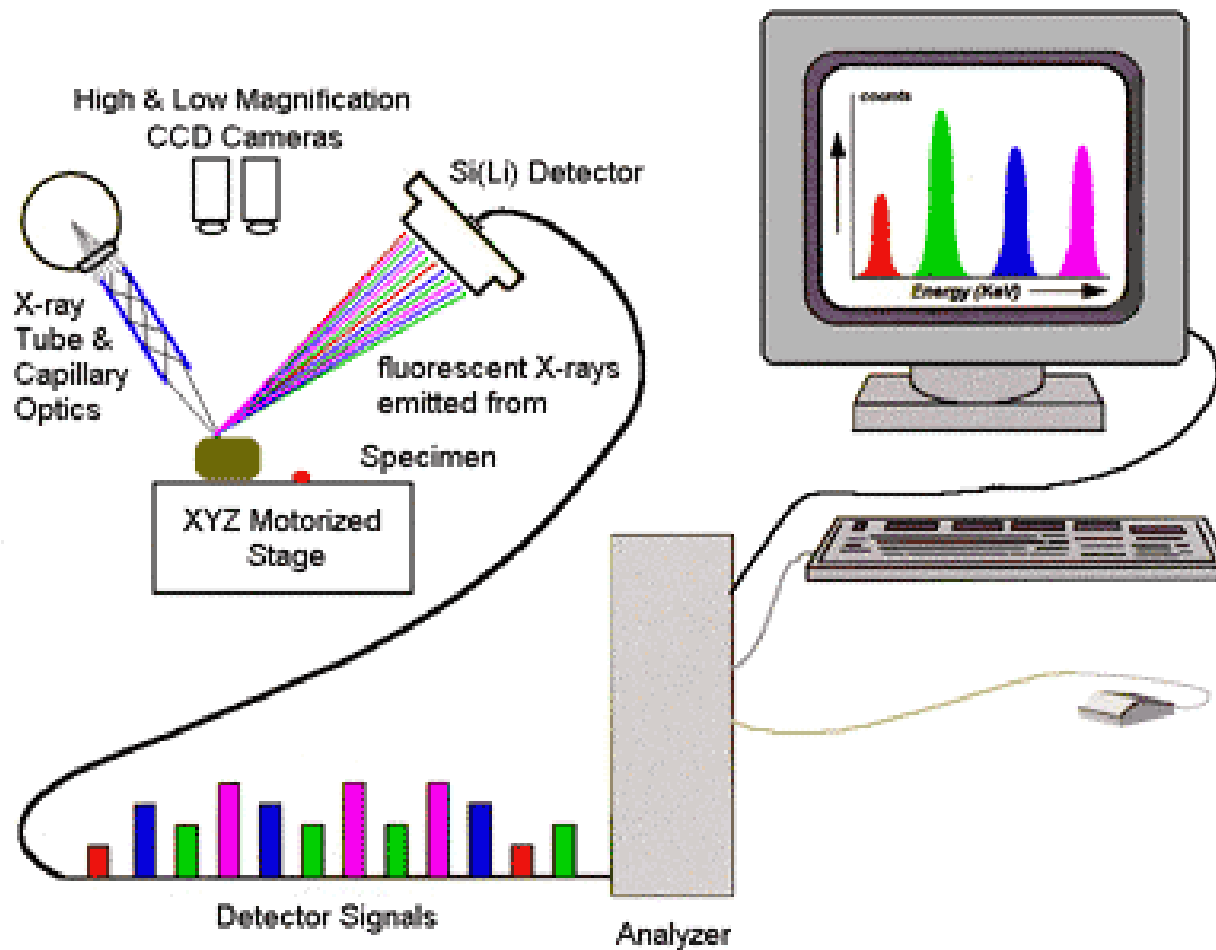 High & Low Magnification
CCD Cameras
Si(Li) Detector
X-ray
Tube &
Capillary
Optics
fluorescent X-rays
emitted from
Specimen
XYZ Motorized
Stage
counts
Energy (KeV)
Detector Signals
Analyzer